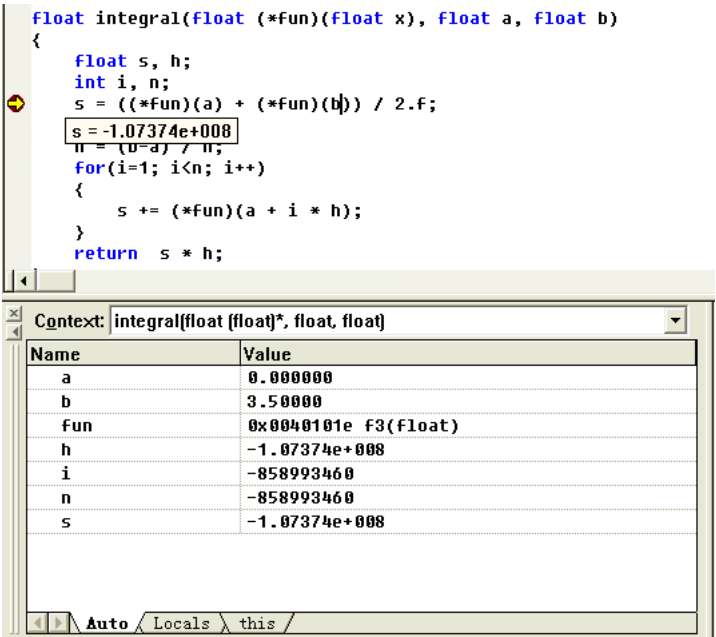 float integral(float (*fun)(float x), float a, float b)
{
float s, h;
int i, n;
s = ((*fun)(a) + (*fun)(b)) / 2.f;
s = -1.07374e+008
= (b-a) / n;
for(i=1; i<n; i++)
{
s += (*fun)(a + i * h);
}
return s * h;
Context: integral(float (float)*, float, float)
Name Value
a 0.000000
b 3.50000
fun 0x0040101e f3(float)
h -1.07374e+008
i -858993460
n -858993460
s -1.07374e+008
Auto Locals this